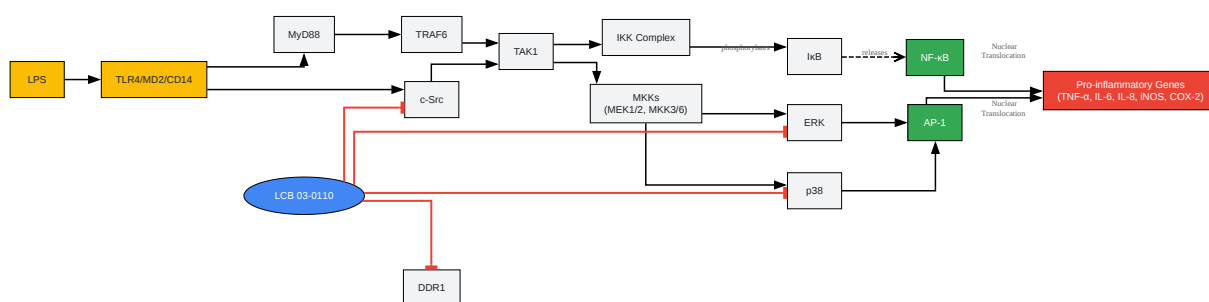 MyD88
TRAF6
IKK Complex
TAK1
phosphorylates
IκB
releases
NF-κB
Nuclear
Translocation
LPS
TLR4/MD2/CD14
c-Src
MKKs
(MEK1/2, MKK3/6)
Pro-inflammatory Genes
(TNF-α, IL-6, IL-8, iNOS, COX-2)
Nuclear
Translocation
ERK
AP-1
LCB 03-0110
p38
DDR1